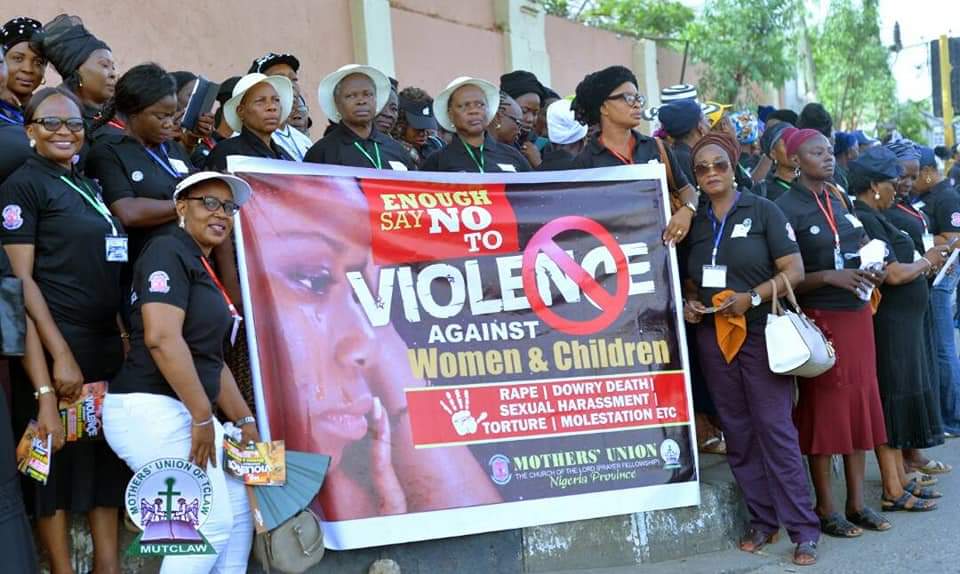 ENOUGH
SAY NO
TO
VIOLENCE
AGAINST
Women & Children
RAPE | DOWRY DEATH |
SEXUAL HARASSMENT |
TORTURE | MOLESTATION ETC
MOTHERS' UNION
THE CHURCH OF THE LORD (PRAYER FELLOWSHIP)
Nigeria Province
MOTHERS' UNION OF TCLAW
MUTCLAW